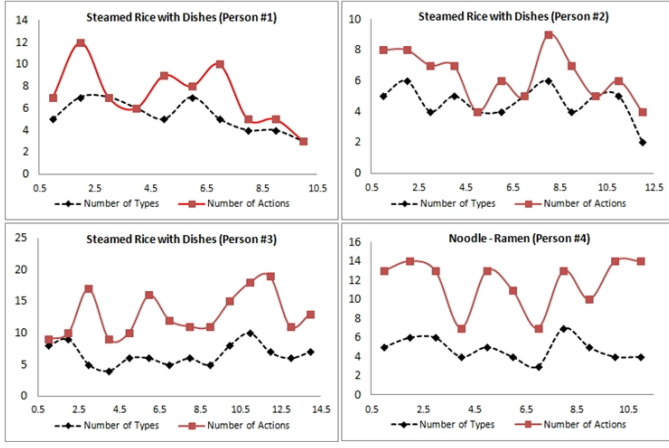 Steamed Rice with Dishes (Person #1)
14
12
10
8
6
4
2
0
0.5 2.5 4.5 6.5 8.5 10.5
Number of Types Number of Actions
Steamed Rice with Dishes (Person #2)
10
8
6
4
2
0
0.5 2.5 4.5 6.5 8.5 10.5 12.5
Number of Types Number of Actions
Steamed Rice with Dishes (Person #3)
25
20
15
10
5
0
0.5 2.5 4.5 6.5 8.5 10.5 12.5 14.5
Number of Types Number of Actions
Noodle - Ramen (Person #4)
16
14
12
10
8
6
4
2
0
0.5 2.5 4.5 6.5 8.5 10.5
Number of Types Number of Actions